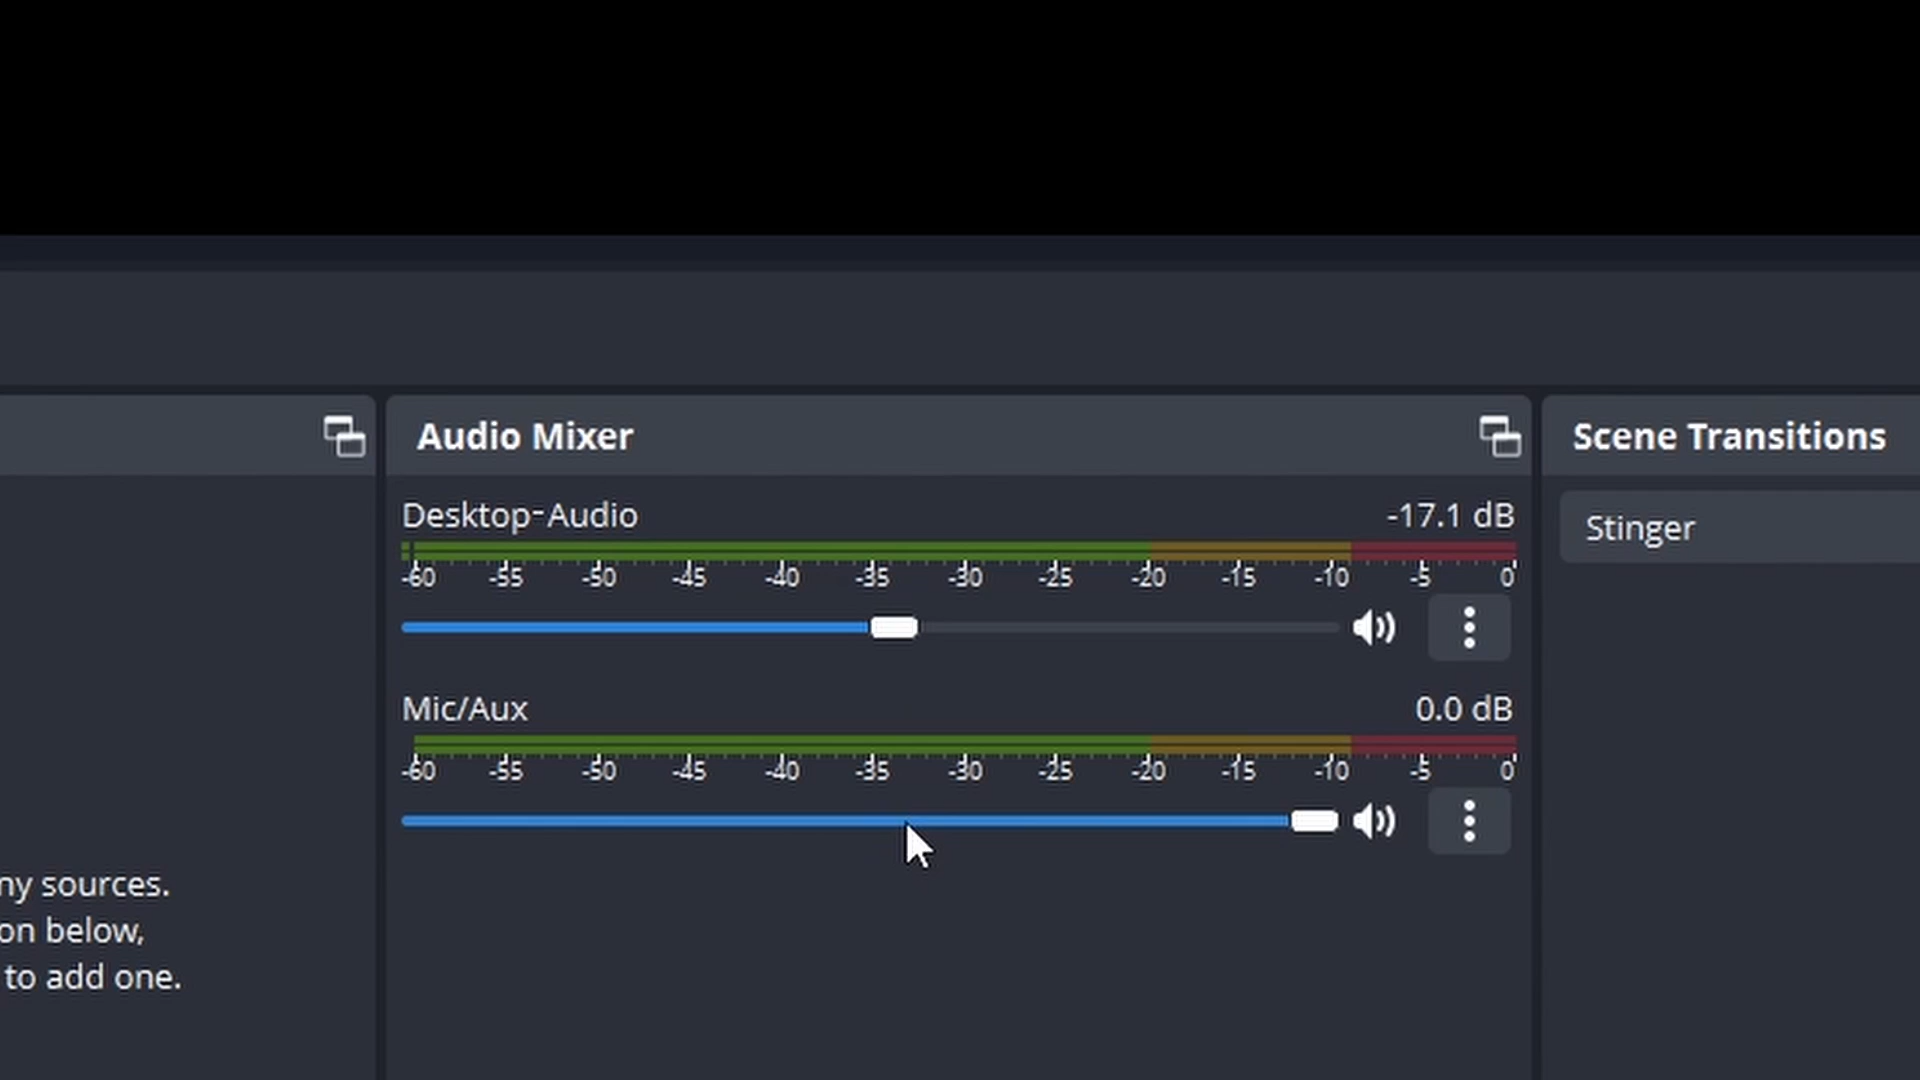 Audio Mixer
Scene Transitions
Desktop-Audio
-17.1 dB
-60 -55 -50 -45 -40 -35 -30 -25 -20 -15 -10 -5 0
Stinger
Mic/Aux
0.0 dB
-60 -55 -50 -45 -40 -35 -30 -25 -20 -15 -10 -5 0
ny sources.
on below,
to add one.